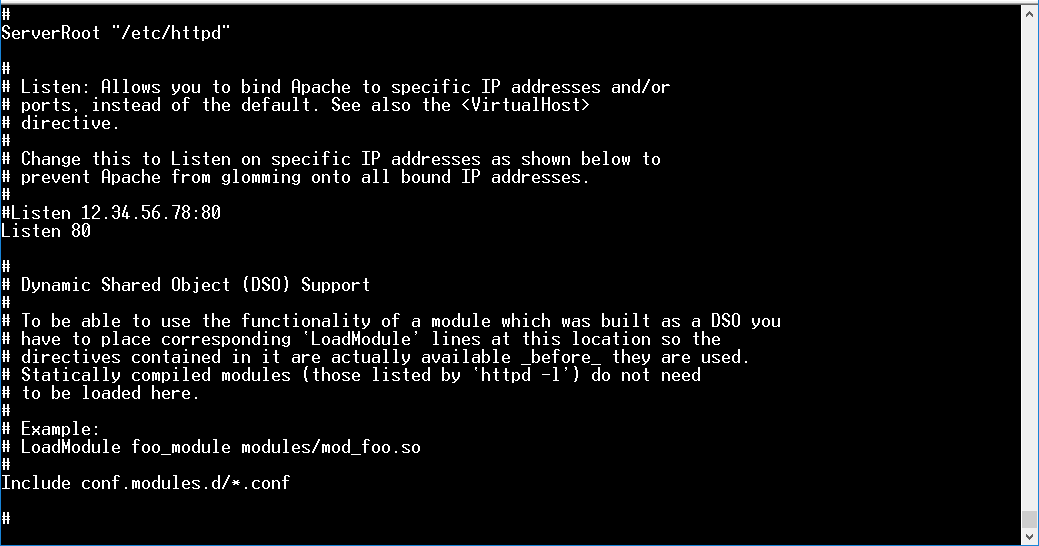 #
ServerRoot "/etc/httpd"
#
# Listen: Allows you to bind Apache to specific IP addresses and/or
# ports, instead of the default. See also the <VirtualHost>
# directive.
#
# Change this to Listen on specific IP addresses as shown below to
# prevent Apache from glomming onto all bound IP addresses.
#
#Listen 12.34.56.78:80
Listen 80
#
# Dynamic Shared Object (DSO) Support
#
# To be able to use the functionality of a module which was built as a DSO you
# have to place corresponding `LoadModule' lines at this location so the
# directives contained in it are actually available _before_ they are used.
# Statically compiled modules (those listed by `httpd -l') do not need
# to be loaded here.
#
# Example:
# LoadModule foo_module modules/mod_foo.so
#
Include conf.modules.d/*.conf
#